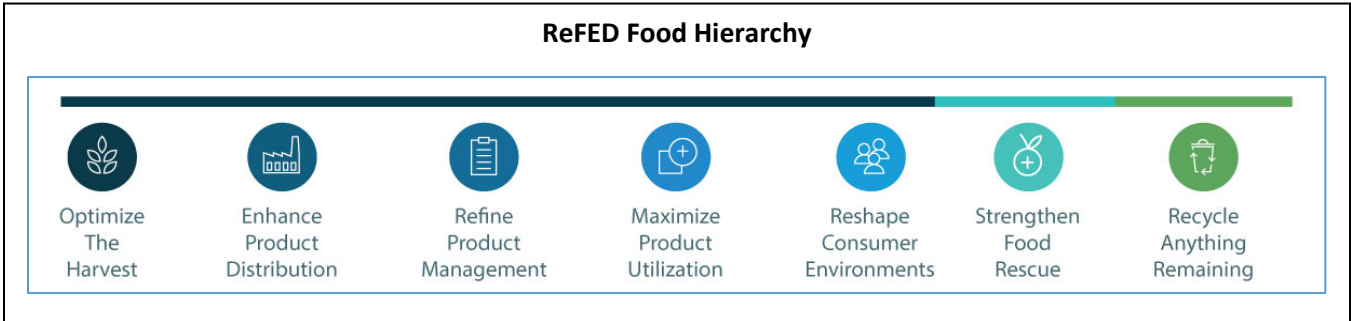 ReFED Food Hierarchy
Optimize
The
Harvest
Enhance
Product
Distribution
Refine
Product
Management
Maximize
Product
Utilization
Reshape
Consumer
Environments
Strengthen
Food
Rescue
Recycle
Anything
Remaining